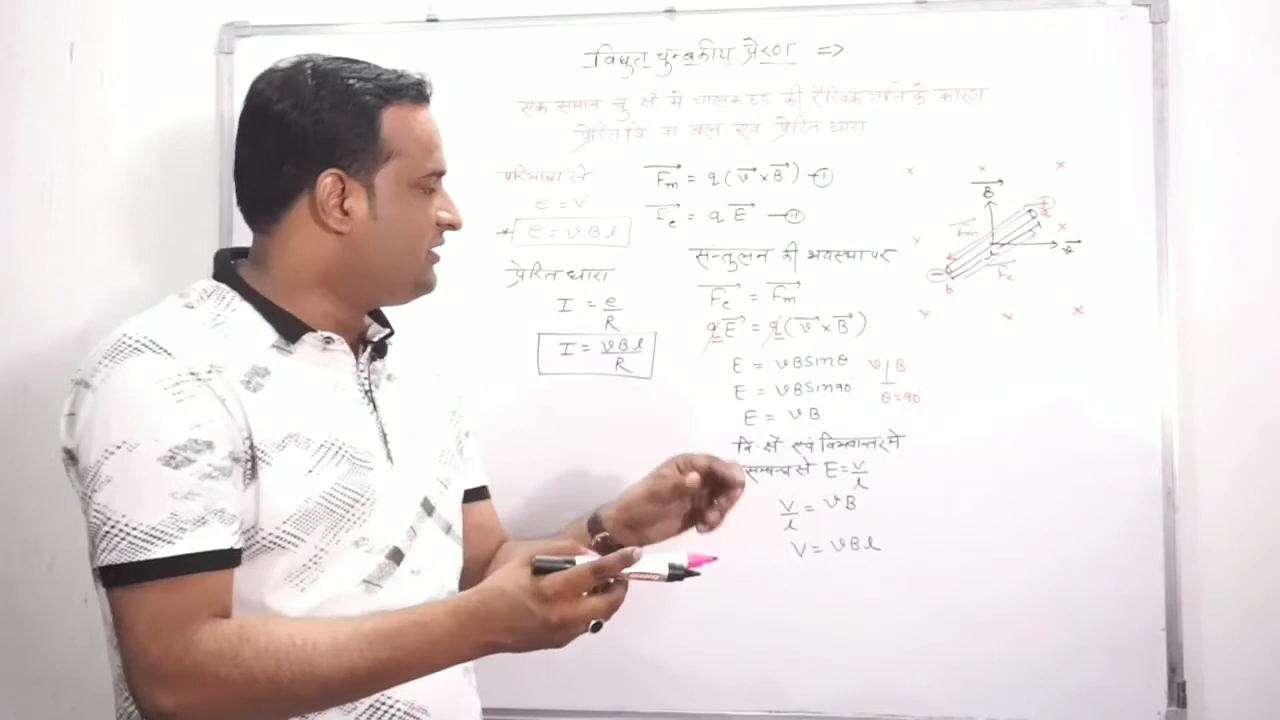 विधुत चुम्बकीय प्रेरण =>
एक समान चु क्षे में चालक दड की रैखिक गति के कारण
प्रेरित वि वा बल एवं प्रेरित धारा
परिभाषा से
e = V
* e = vBl
प्रेरित धारा
I = e/R
I = vBl/R
Fm = q(v×B) —(I)
Fe = qE —(II)
सन्तुलन की अवस्था पर
Fe = Fm
qE = q(v×B)
E = vBsinθ
v⊥B
E = vBsin90°
θ=90°
E = vB
वि· क्षे एवं विभवान्तर मे
सम्बन्ध से E = V/l
V/l = vB
V = vBl
× × ×
B
+
a
Fm
×
×
v
−
b
Fe
× × ×